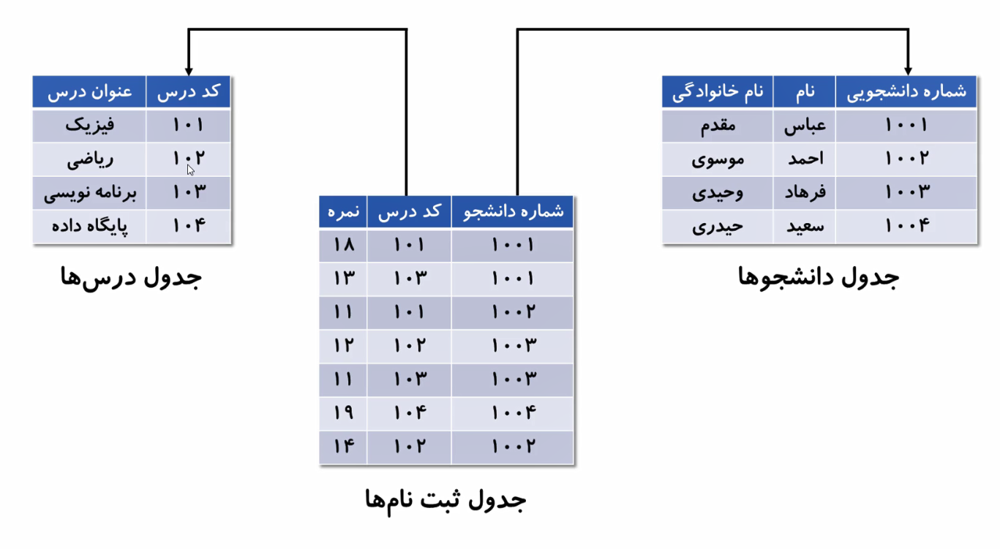 شماره دانشجویی نام نام خانوادگی
۱۰۰۱ عباس مقدم
۱۰۰۲ احمد موسوی
۱۰۰۳ فرهاد وحیدی
۱۰۰۴ سعید حیدری
جدول دانشجوها
کد درس عنوان درس
۱۰۱ فیزیک
۱۰۲ ریاضی
۱۰۳ برنامه نویسی
۱۰۴ پایگاه داده
جدول درس‌ها
شماره دانشجو کد درس نمره
۱۰۰۱ ۱۰۱ ۱۸
۱۰۰۱ ۱۰۳ ۱۳
۱۰۰۲ ۱۰۱ ۱۱
۱۰۰۳ ۱۰۲ ۱۲
۱۰۰۳ ۱۰۳ ۱۱
۱۰۰۴ ۱۰۴ ۱۹
۱۰۰۲ ۱۰۲ ۱۴
جدول ثبت نام‌ها